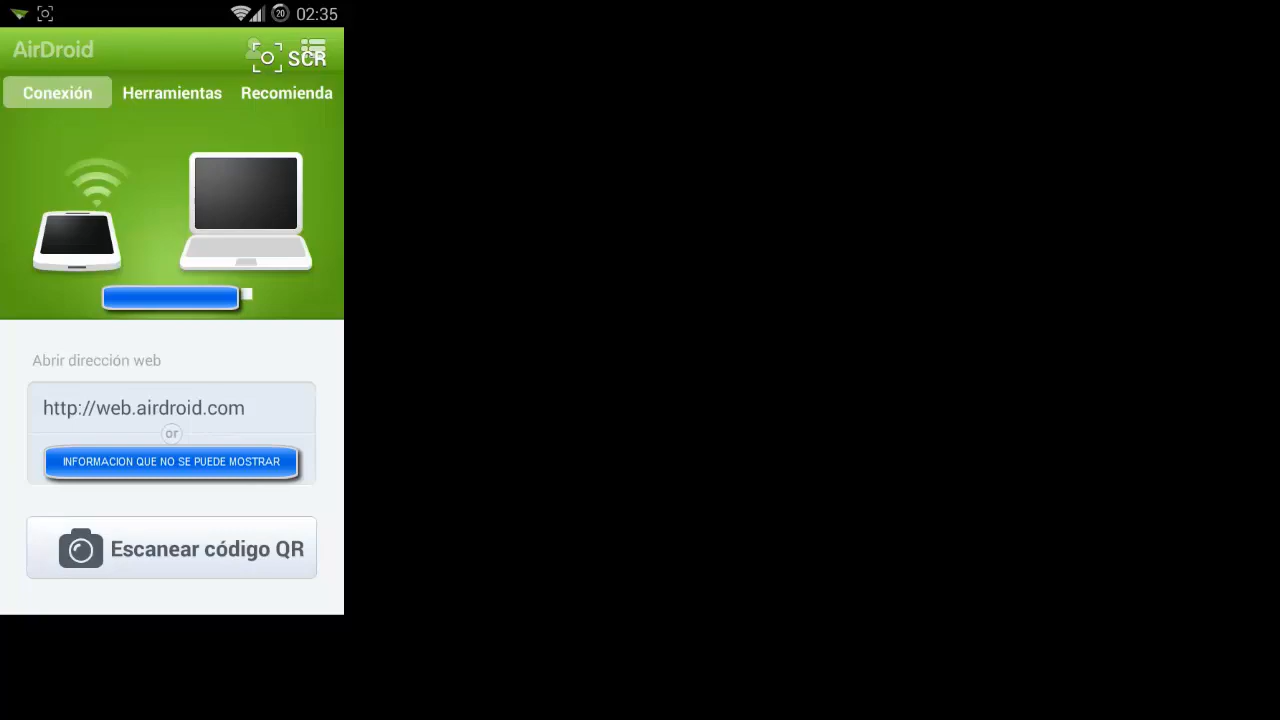 20 02:35
AirDroid
SCR
Conexión Herramientas Recomienda
Abrir dirección web
http://web.airdroid.com
or
INFORMACION QUE NO SE PUEDE MOSTRAR
Escanear código QR